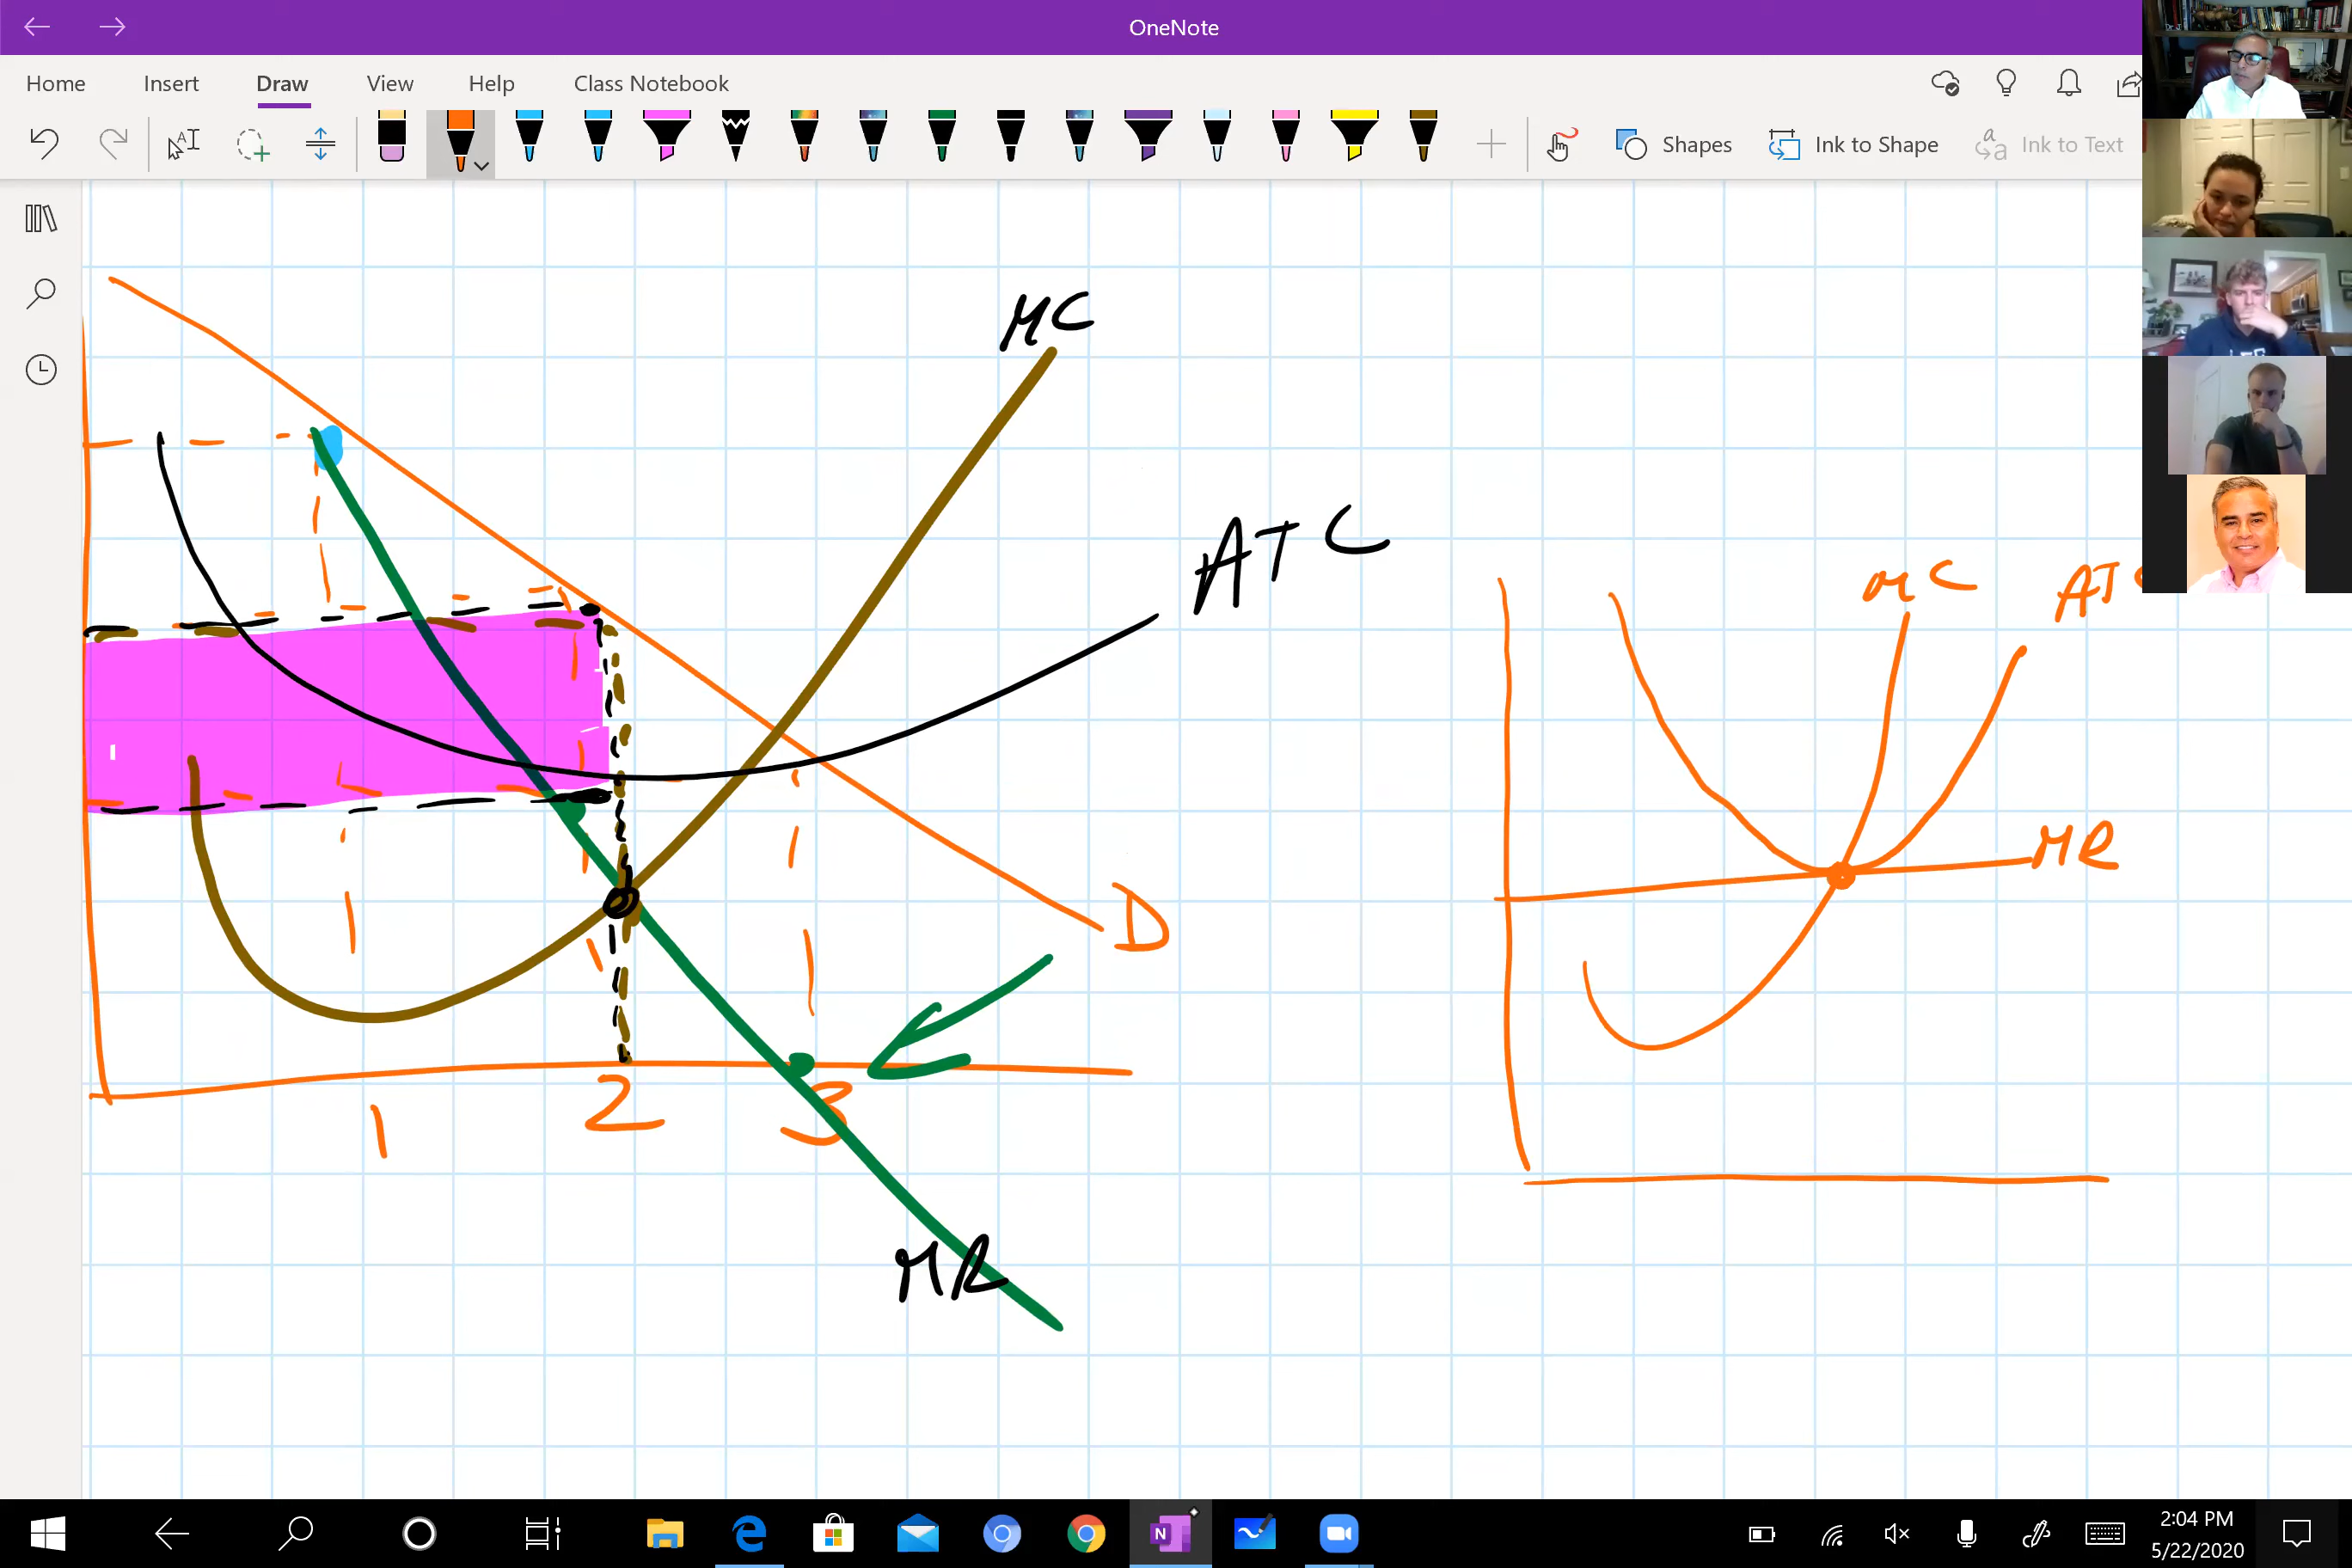 OneNote
Home Insert Draw View Help Class Notebook
Shapes Ink to Shape Ink to Text
MC
ATC
MC
MR
D
1 2 3
MR
2:04 PM
5/22/2020